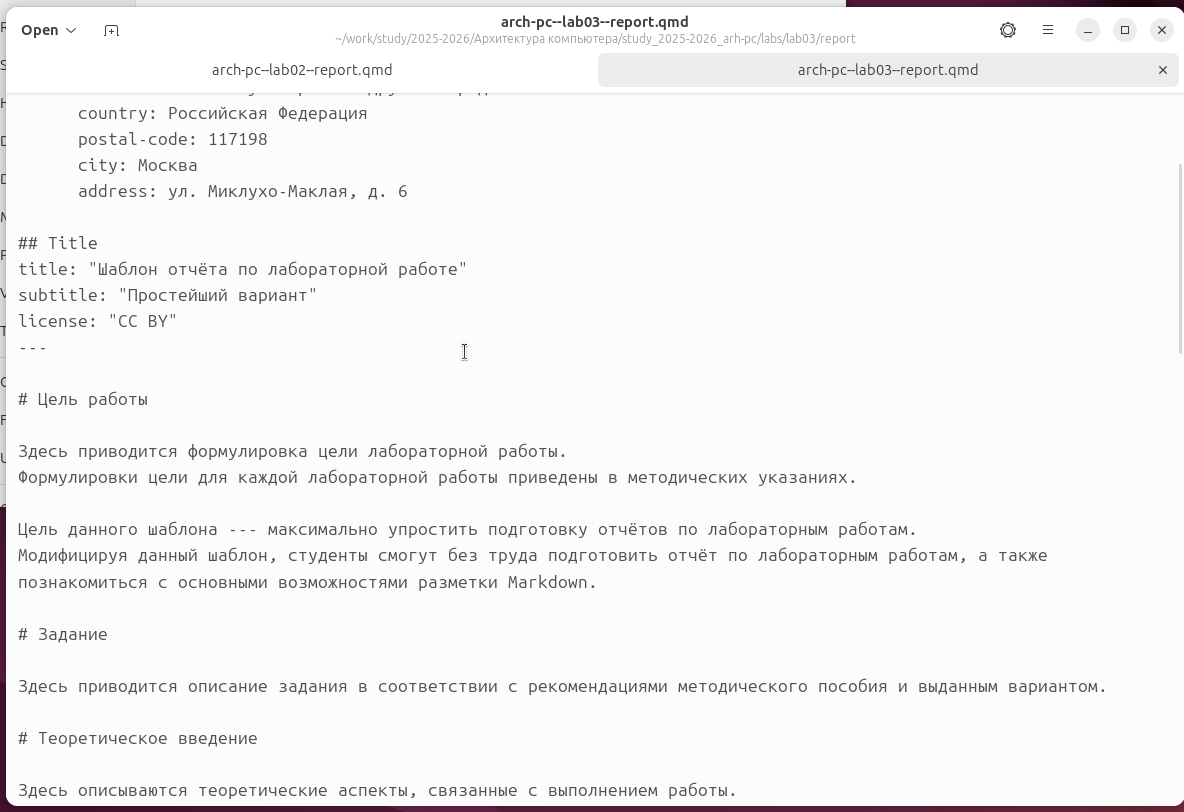 arch-pc--lab03--report.qmd
Open
~/work/study/2025-2026/Архитектура компьютера/study_2025-2026_arh-pc/labs/lab03/report
arch-pc--lab02--report.qmd
arch-pc--lab03--report.qmd
country: Российская Федерация
postal-code: 117198
city: Москва
address: ул. Миклухо-Маклая, д. 6
## Title
title: "Шаблон отчёта по лабораторной работе"
subtitle: "Простейший вариант"
license: "CC BY"
---
# Цель работы
Здесь приводится формулировка цели лабораторной работы.
Формулировки цели для каждой лабораторной работы приведены в методических указаниях.
Цель данного шаблона --- максимально упростить подготовку отчётов по лабораторным работам.
Модифицируя данный шаблон, студенты смогут без труда подготовить отчёт по лабораторным работам, а также
познакомиться с основными возможностями разметки Markdown.
# Задание
Здесь приводится описание задания в соответствии с рекомендациями методического пособия и выданным вариантом.
# Теоретическое введение
Здесь описываются теоретические аспекты, связанные с выполнением работы.